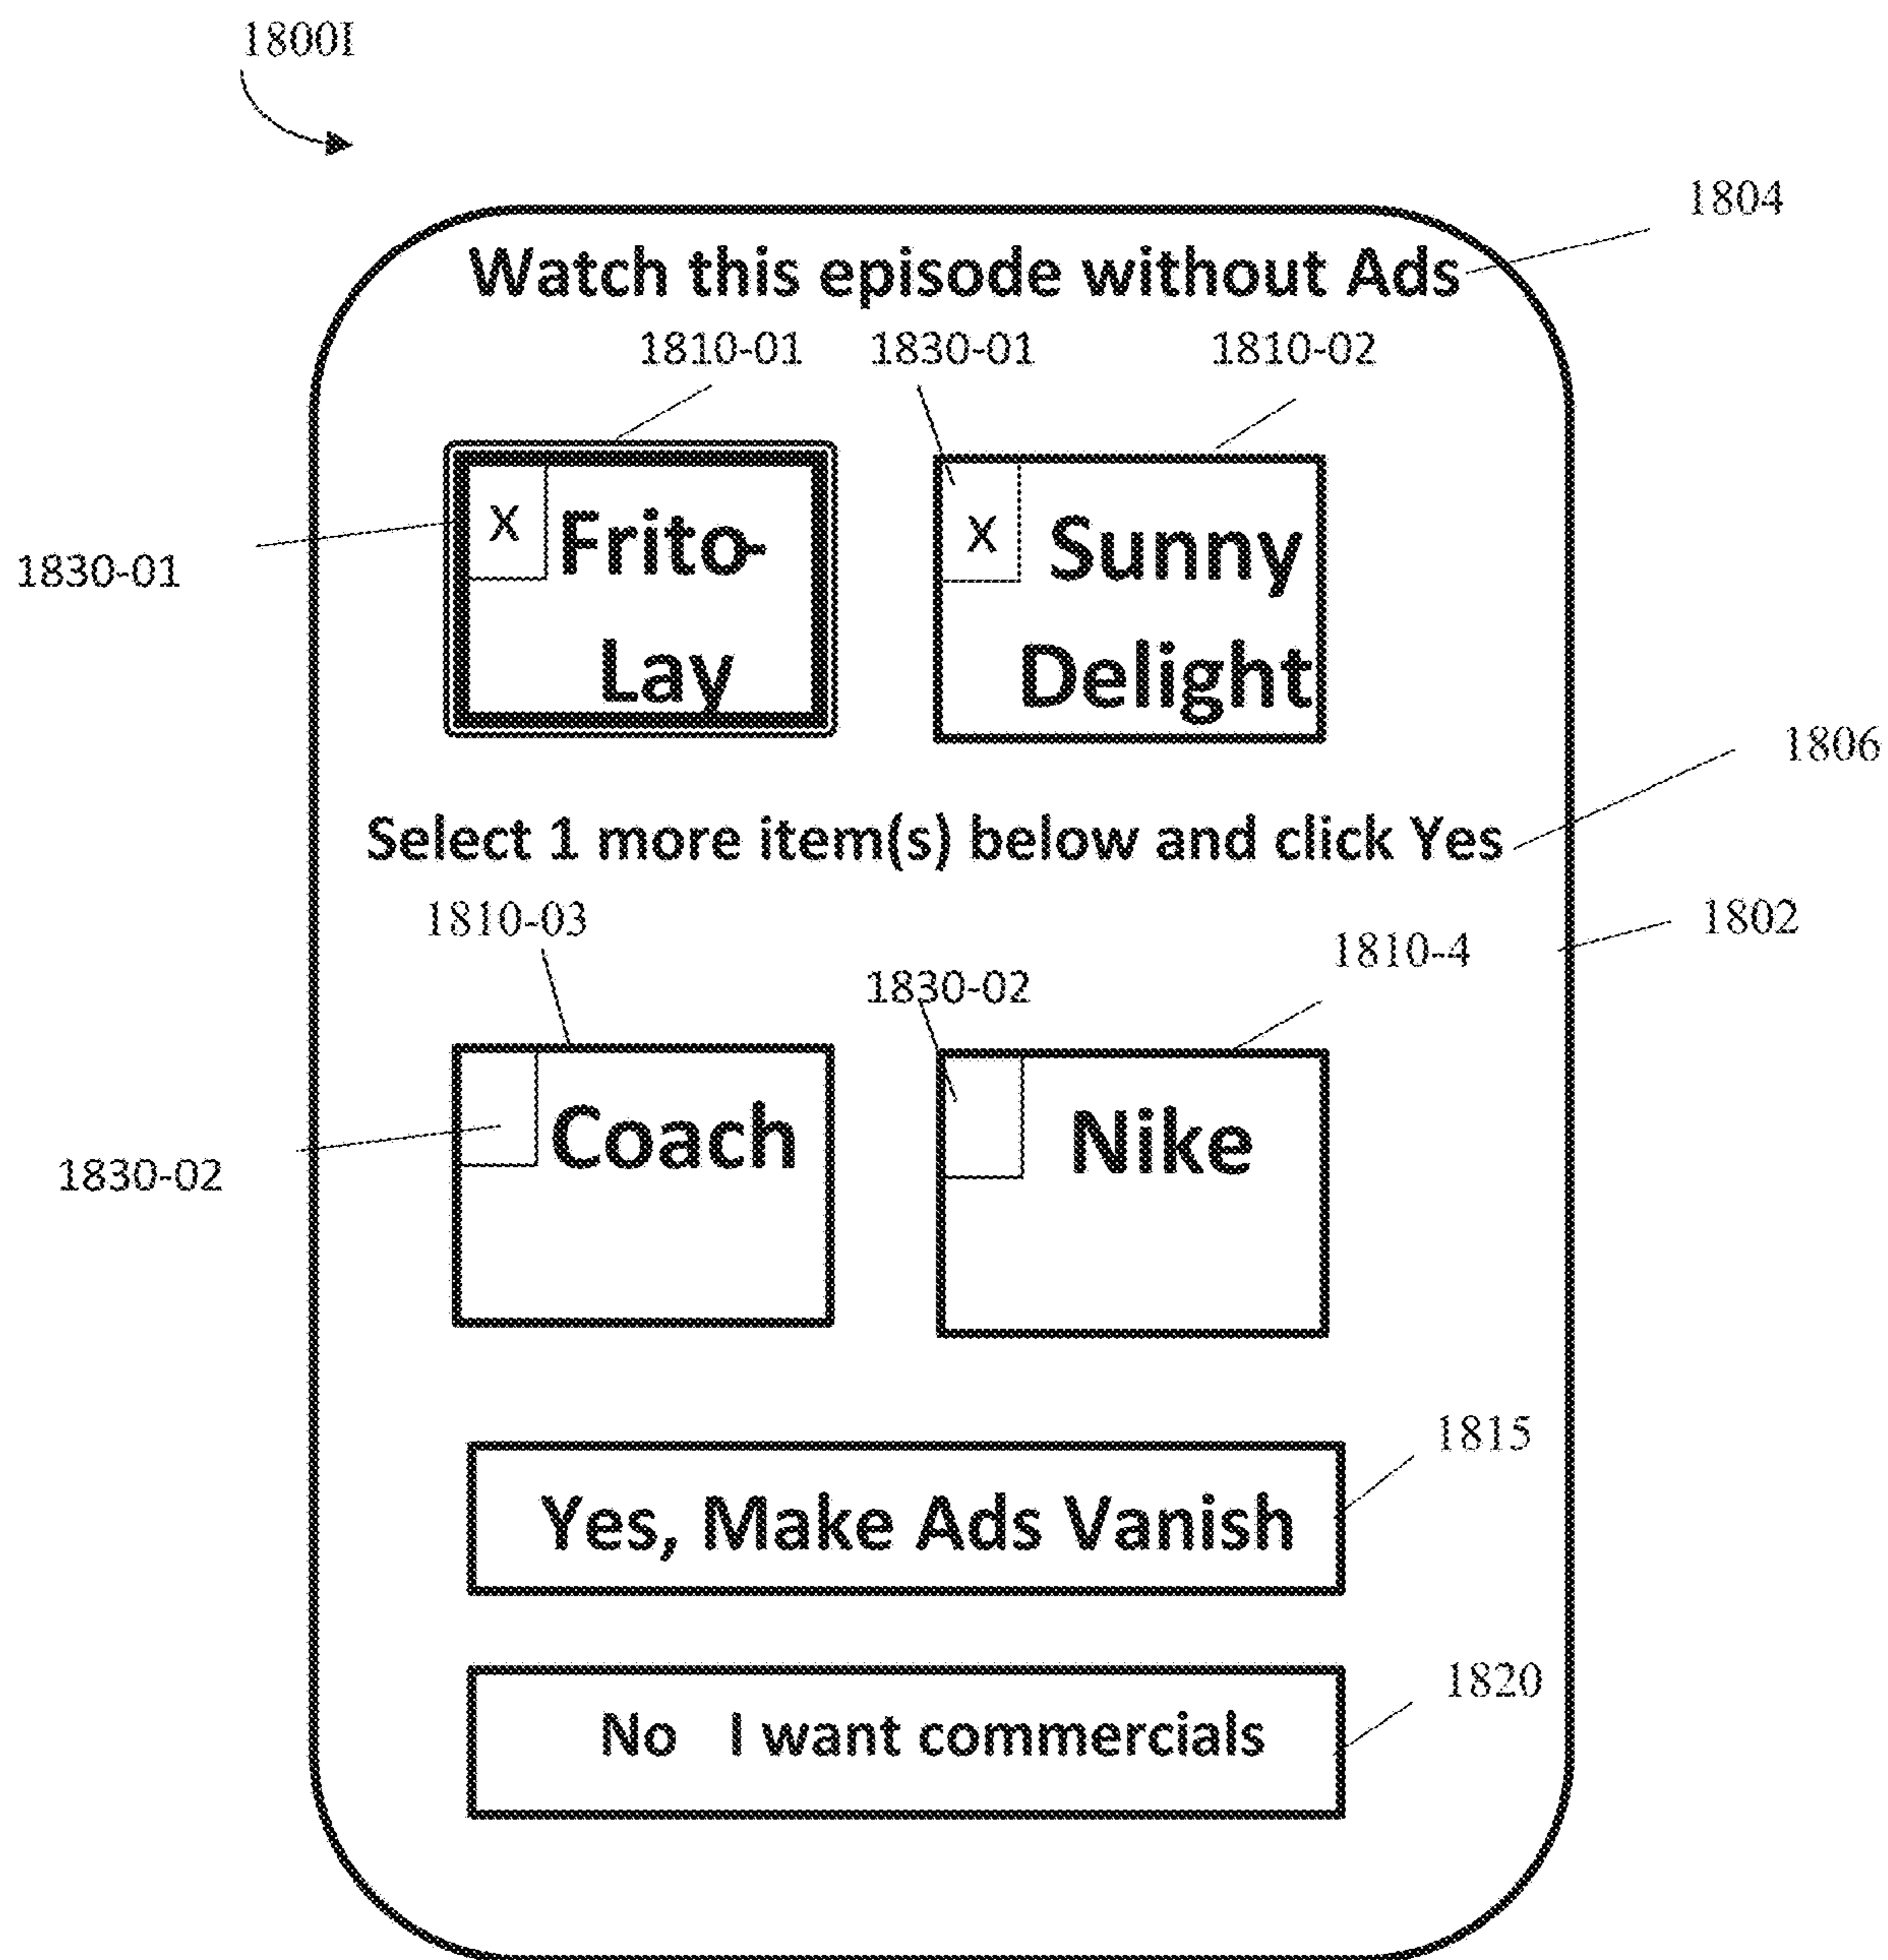 1800I
1804
Watch this episode without Ads
1810-01 1830-01 1810-02
X Frito-
Lay
X Sunny
Delight
1830-01
1806
Select 1 more item(s) below and click Yes
1810-03
1802
1810-4
1830-02
Coach
Nike
1830-02
1815
Yes, Make Ads Vanish
1820
No I want commercials